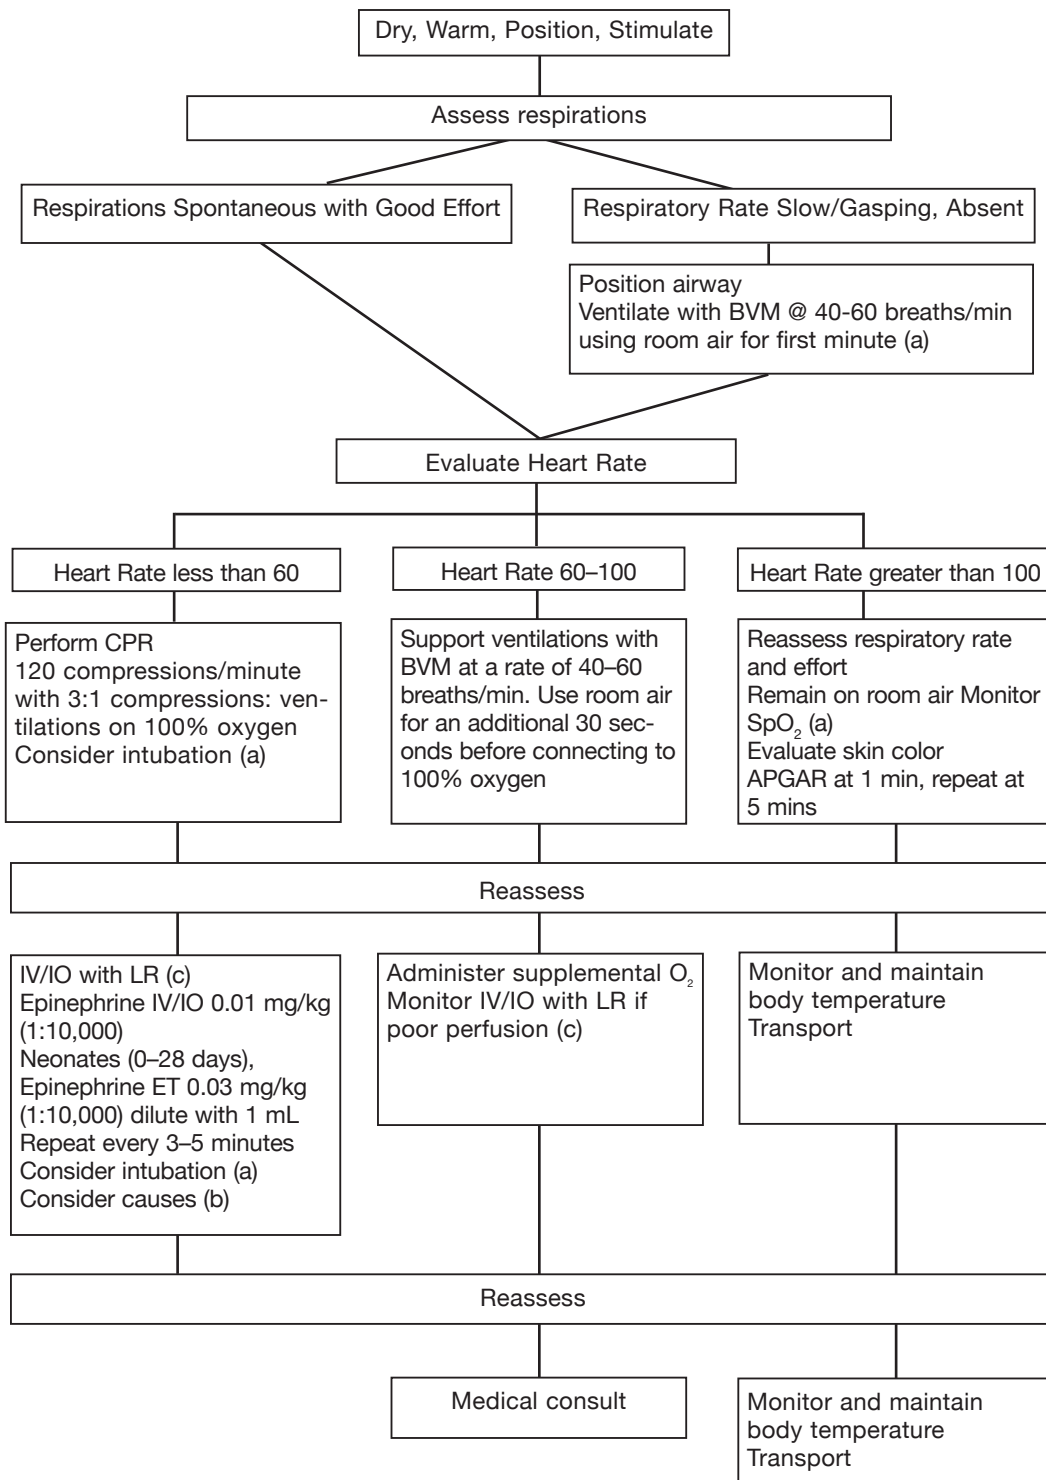 Dry, Warm, Position, Stimulate
Assess respirations
Respirations Spontaneous with Good Effort
Respiratory Rate Slow/Gasping, Absent
Position airway
Ventilate with BVM @ 40-60 breaths/min
using room air for first minute (a)
Evaluate Heart Rate
Heart Rate less than 60
Heart Rate 60–100
Heart Rate greater than 100
Perform CPR
120 compressions/minute
with 3:1 compressions: ven-
tilations on 100% oxygen
Consider intubation (a)
Support ventilations with
BVM at a rate of 40–60
breaths/min. Use room air
for an additional 30 sec-
onds before connecting to
100% oxygen
Reassess respiratory rate
and effort
Remain on room air Monitor
SpO₂ (a)
Evaluate skin color
APGAR at 1 min, repeat at
5 mins
Reassess
IV/IO with LR (c)
Epinephrine IV/IO 0.01 mg/kg
(1:10,000)
Neonates (0–28 days),
Epinephrine ET 0.03 mg/kg
(1:10,000) dilute with 1 mL
Repeat every 3–5 minutes
Consider intubation (a)
Consider causes (b)
Administer supplemental O₂
Monitor IV/IO with LR if
poor perfusion (c)
Monitor and maintain
body temperature
Transport
Reassess
Medical consult
Monitor and maintain
body temperature
Transport